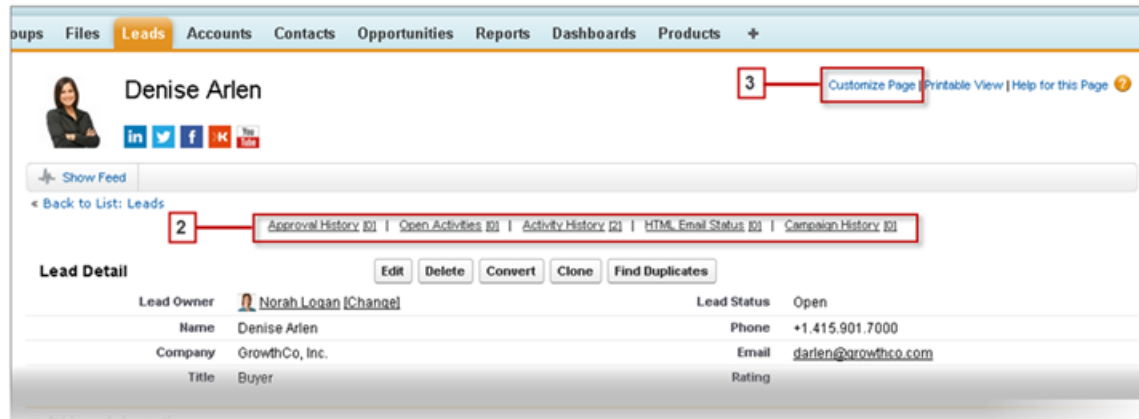 oups Files Leads Accounts Contacts Opportunities Reports Dashboards Products +
Denise Arlen
3
Customize Page | Printable View | Help for this Page ?
in f You Tube
Show Feed
« Back to List: Leads
2
Approval History [0] | Open Activities [0] | Activity History [2] | HTML Email Status [0] | Campaign History [0]
Lead Detail Edit Delete Convert Clone Find Duplicates
Lead Owner Norah Logan [Change] Lead Status Open
Name Denise Arlen Phone +1.415.901.7000
Company GrowthCo, Inc. Email darlen@growthco.com
Title Buyer Rating